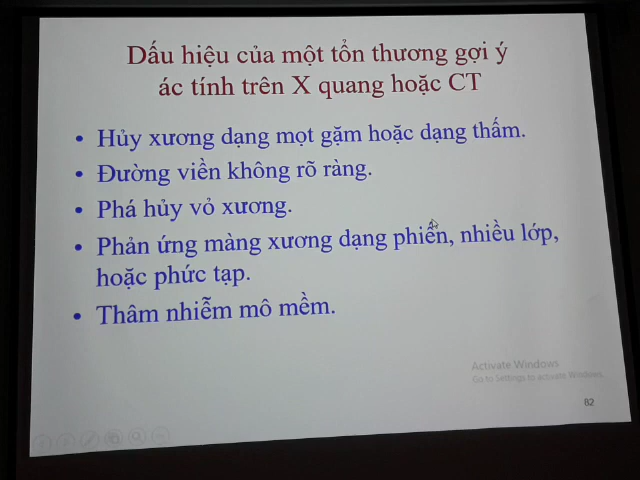 Dấu hiệu của một tổn thương gợi ý
ác tính trên X quang hoặc CT
• Hủy xương dạng mọt gặm hoặc dạng thấm.
• Đường viền không rõ ràng.
• Phá hủy vỏ xương.
• Phản ứng màng xương dạng phiến, nhiều lớp,
hoặc phức tạp.
• Thâm nhiễm mô mềm.
Activate Windows
Go to Settings to activate Windows.
62